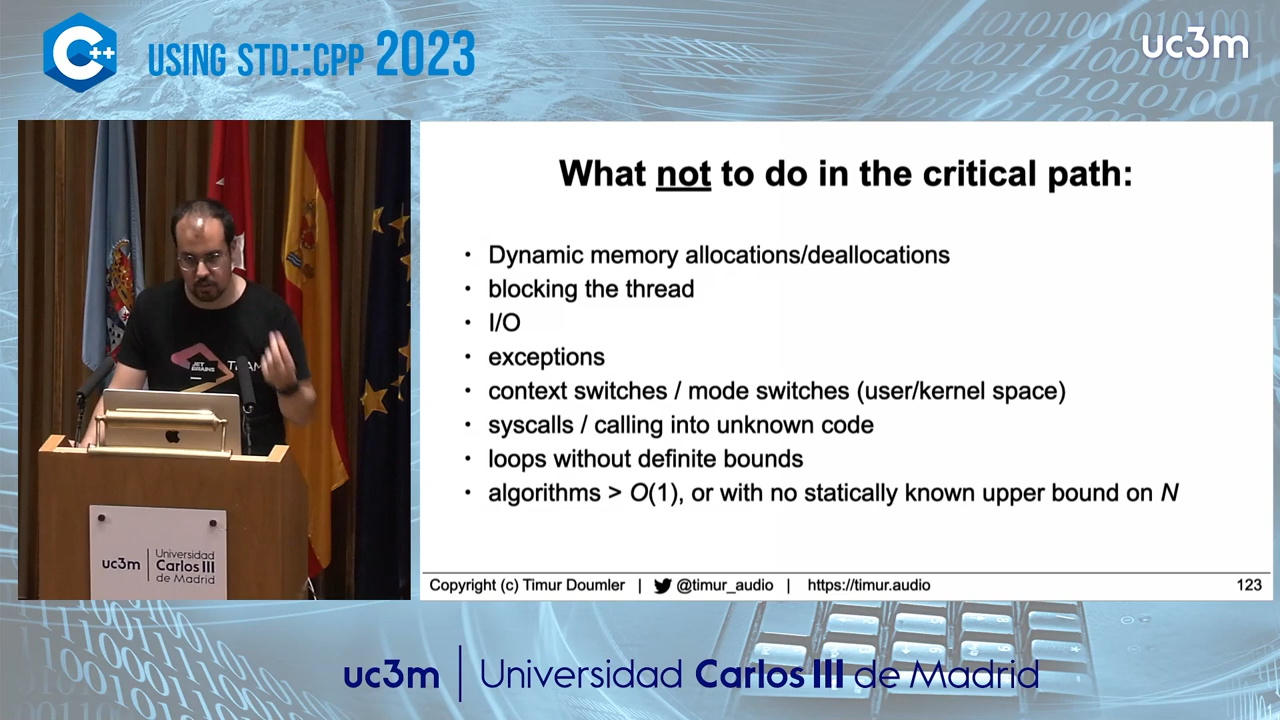 C++
USING STD::CPP 2023
uc3m
What not to do in the critical path:
• Dynamic memory allocations/deallocations
• blocking the thread
• I/O
• exceptions
• context switches / mode switches (user/kernel space)
• syscalls / calling into unknown code
• loops without definite bounds
• algorithms > O(1), or with no statically known upper bound on N
Copyright (c) Timur Doumler | @timur_audio | https://timur.audio 123
JET
BRAINS
TEAM
uc3m
Universidad
Carlos III
de Madrid
uc3m | Universidad Carlos III de Madrid